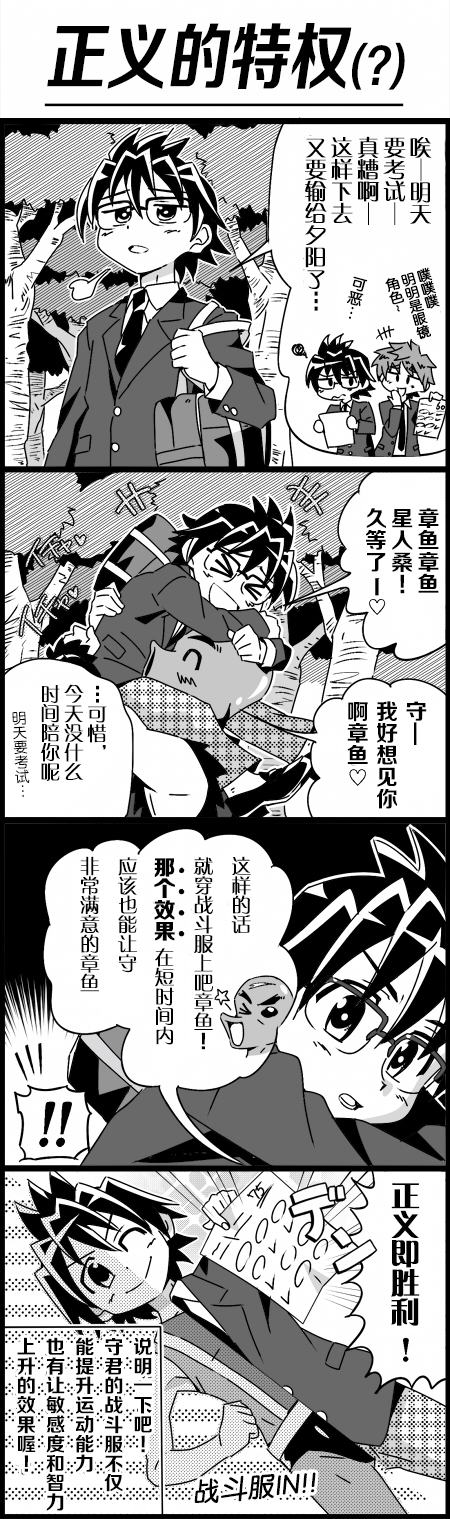 正义的特权(?)
唉—明天
要考试—
真糟啊—
这样下去
又要输给夕阳了…
噗噗噗
明明是眼镜
角色~
可恶…
60
章鱼章鱼
星人桑！
久等了ー♡
守ー
我好想见你
啊章鱼♡
…可惜，
今天没什么
时间陪你呢
明天要考试…
这样的话
就穿战斗服上吧章鱼！
那个效果在短时间内
应该也能让守
非常满意的章鱼
!!
正义即胜利！
75
デデーン
说明一下吧！
守君的战斗服不仅
能提升运动能力
也有让敏感度和智力
上升的效果喔！
战斗服IN!!